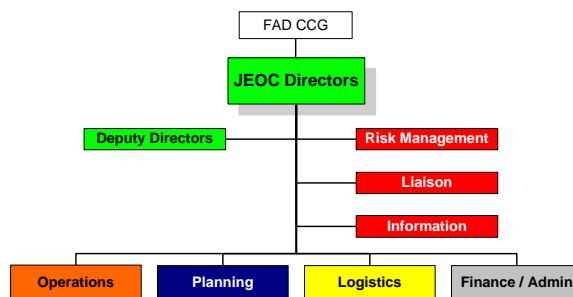 FAD CCG
JEOC Directors
Deputy Directors
Risk Management
Liaison
Information
Operations
Planning
Logistics
Finance / Admin